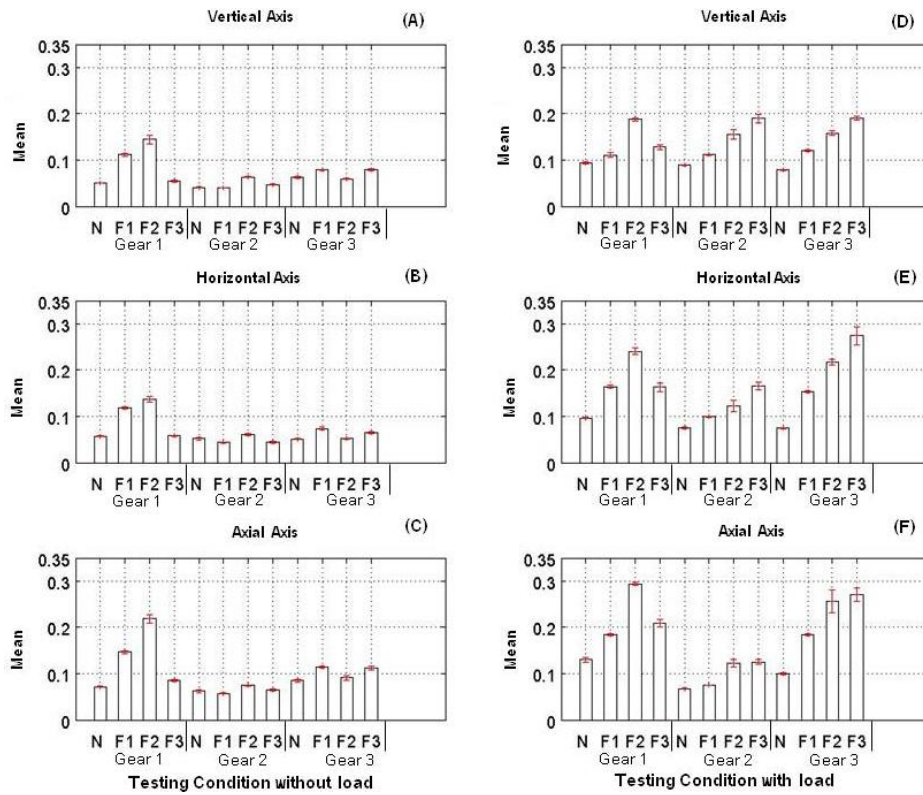 Vertical Axis (A)
0.35
0.3
0.2
0.1
0
Mean
N F1 F2 F3 N F1 F2 F3 N F1 F2 F3
Gear 1 Gear 2 Gear 3
Horizontal Axis (B)
0.35
0.3
0.2
0.1
0
Mean
N F1 F2 F3 N F1 F2 F3 N F1 F2 F3
Gear 1 Gear 2 Gear 3
Axial Axis (C)
0.35
0.3
0.2
0.1
0
Mean
N F1 F2 F3 N F1 F2 F3 N F1 F2 F3
Gear 1 Gear 2 Gear 3
Testing Condition without load
Vertical Axis (D)
0.35
0.3
0.2
0.1
0
Mean
N F1 F2 F3 N F1 F2 F3 N F1 F2 F3
Gear 1 Gear 2 Gear 3
Horizontal Axis (E)
0.35
0.3
0.2
0.1
0
Mean
N F1 F2 F3 N F1 F2 F3 N F1 F2 F3
Gear 1 Gear 2 Gear 3
Axial Axis (F)
0.35
0.3
0.2
0.1
0
Mean
N F1 F2 F3 N F1 F2 F3 N F1 F2 F3
Gear 1 Gear 2 Gear 3
Testing Condition with load